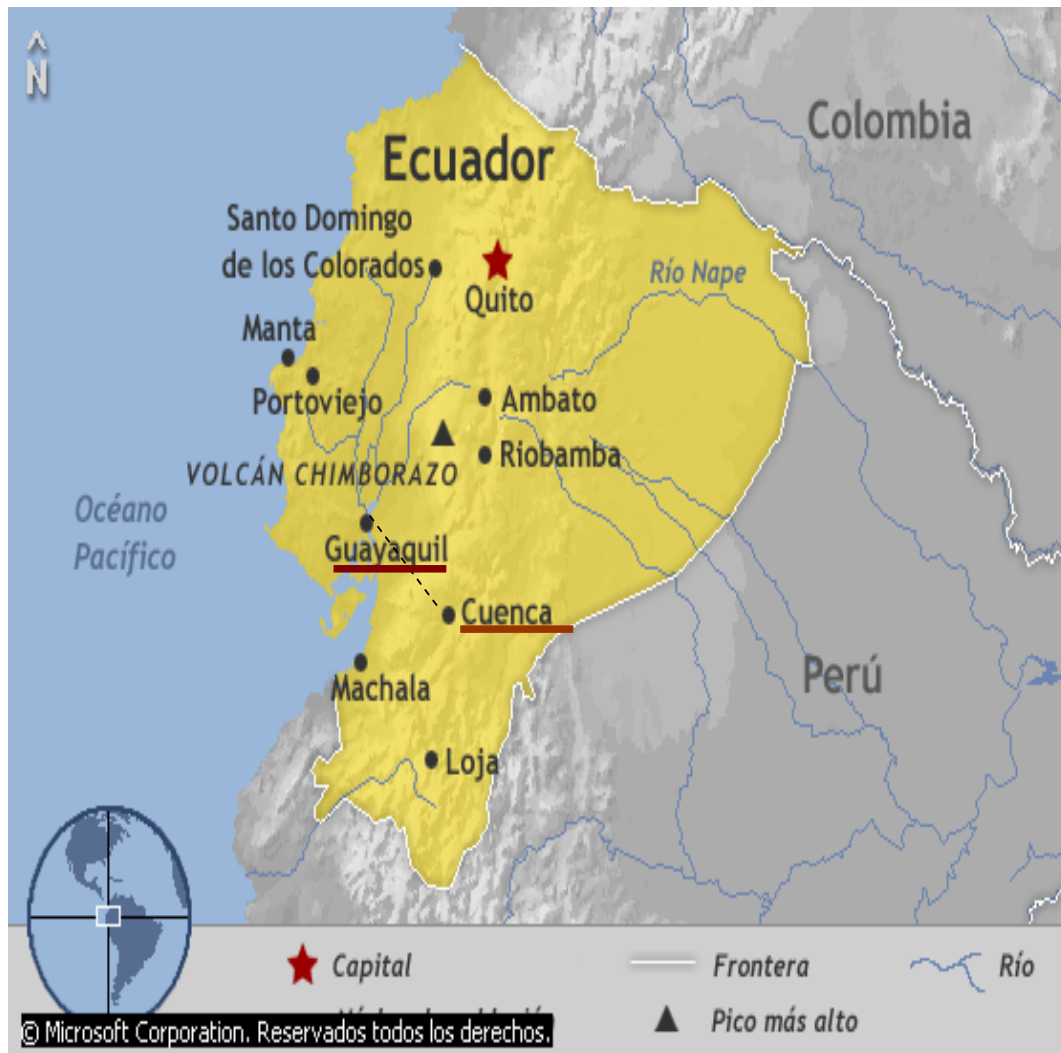 N
Colombia
Ecuador
Santo Domingo
de los Colorados
Quito
Río Nape
Manta
Portoviejo
Ambato
Riobamba
VOLCÁN CHIMBORAZO
Océano
Pacífico
Guayaquil
Cuenca
Perú
Machala
Loja
Capital
Frontera
Río
Pico más alto
© Microsoft Corporation. Reservados todos los derechos.